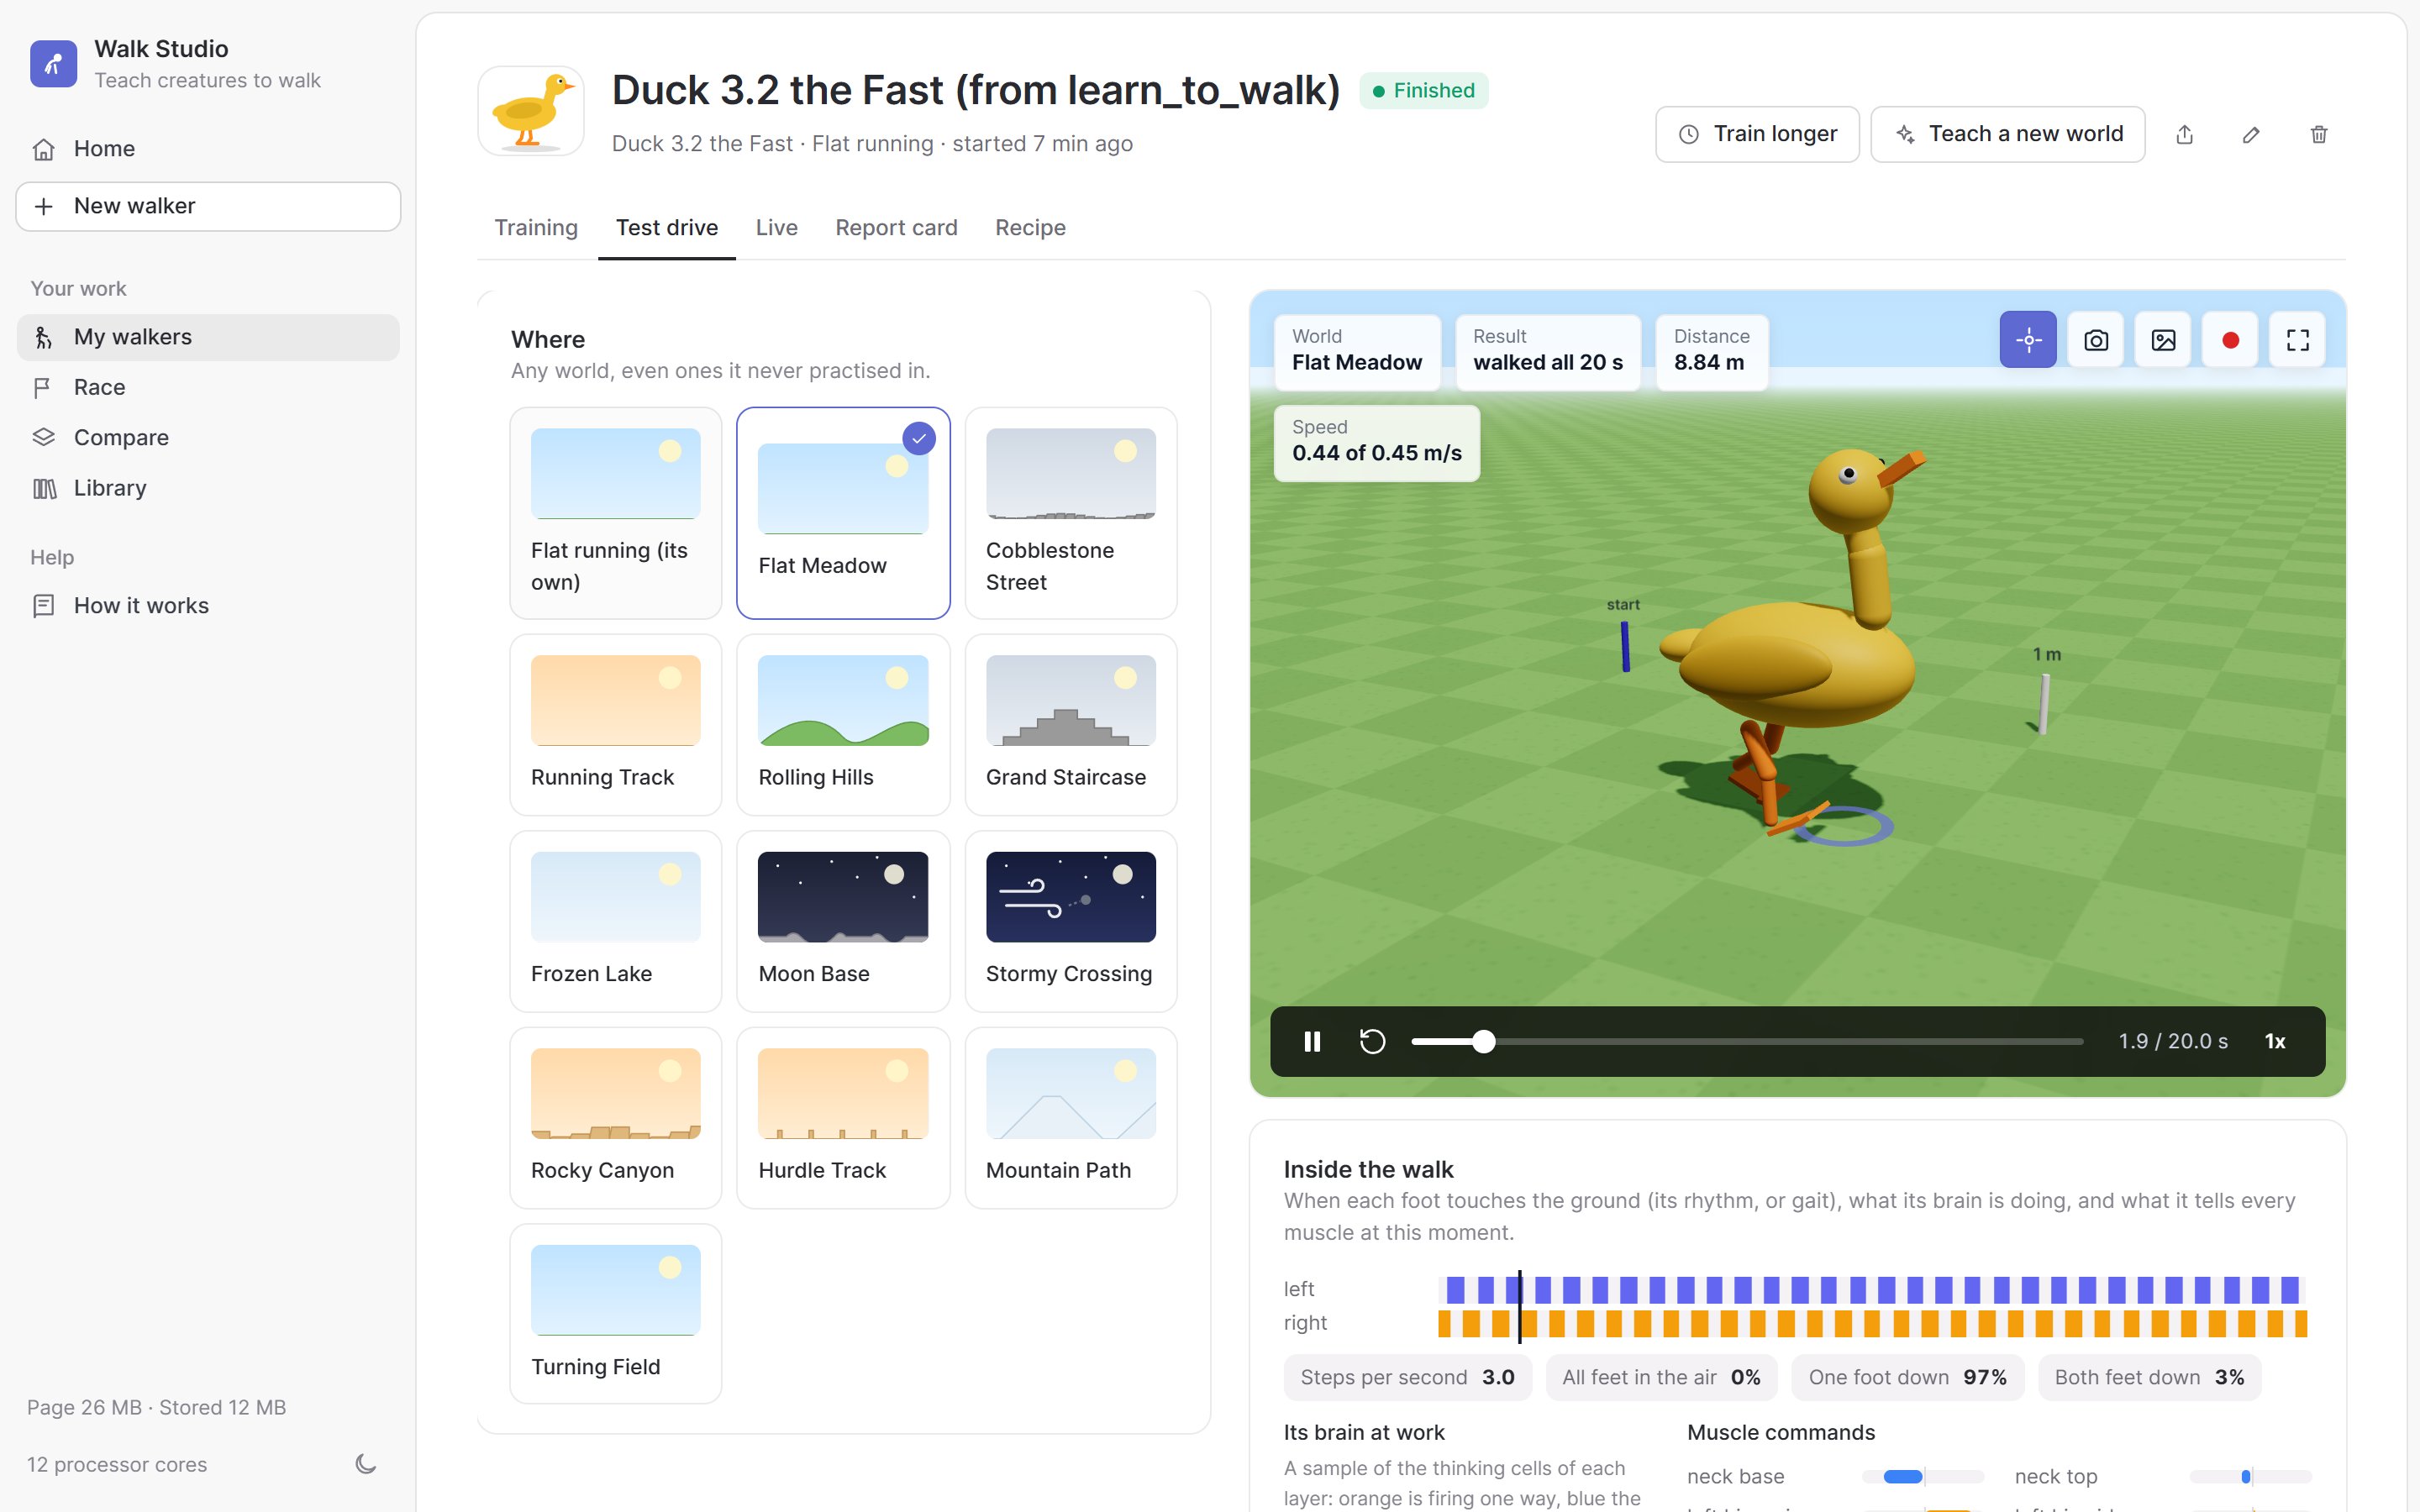 Walk Studio
Teach creatures to walk
Home
New walker
Your work
My walkers
Race
Compare
Library
Help
How it works
Page 26 MB · Stored 12 MB
12 processor cores
Duck 3.2 the Fast (from learn_to_walk)
Finished
Duck 3.2 the Fast · Flat running · started 7 min ago
Train longer
Teach a new world
Training
Test drive
Live
Report card
Recipe
Where
Any world, even ones it never practised in.
Flat running (its
own)
Flat Meadow
Cobblestone
Street
Running Track
Rolling Hills
Grand Staircase
Frozen Lake
Moon Base
Stormy Crossing
Rocky Canyon
Hurdle Track
Mountain Path
Turning Field
World
Flat Meadow
Result
walked all 20 s
Distance
8.84 m
Speed
0.44 of 0.45 m/s
start
1 m
1.9 / 20.0 s
1x
Inside the walk
When each foot touches the ground (its rhythm, or gait), what its brain is doing, and what it tells every
muscle at this moment.
left
right
Steps per second 3.0
All feet in the air 0%
One foot down 97%
Both feet down 3%
Its brain at work
A sample of the thinking cells of each
layer: orange is firing one way, blue the
Muscle commands
neck base
neck top